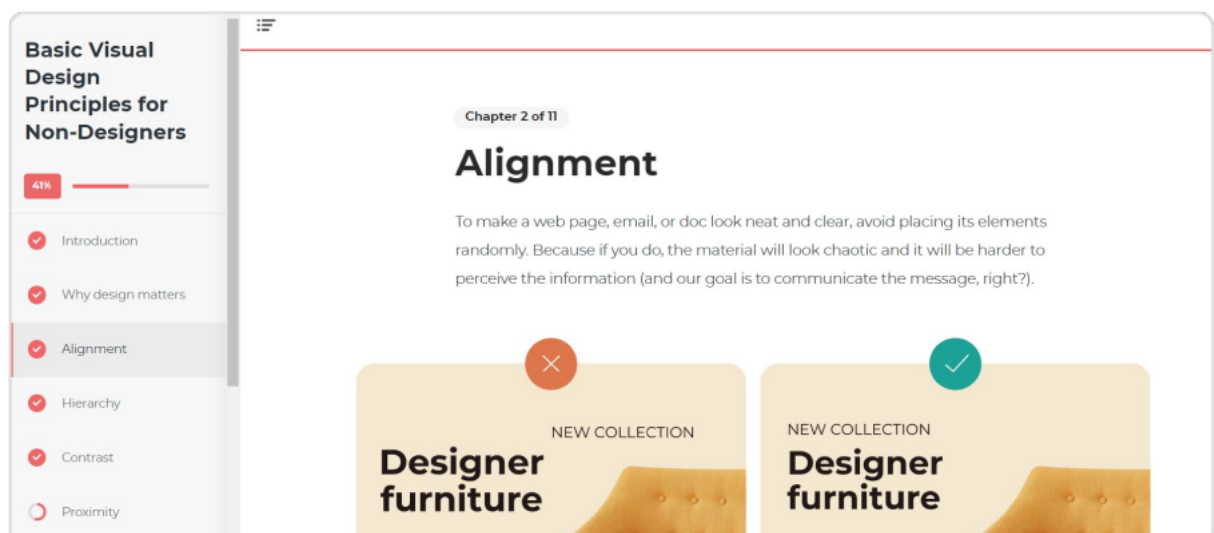 Basic Visual
Design
Principles for
Non-Designers
41%
Introduction
Why design matters
Alignment
Hierarchy
Contrast
Proximity
Chapter 2 of 11
Alignment
To make a web page, email, or doc look neat and clear, avoid placing its elements
randomly. Because if you do, the material will look chaotic and it will be harder to
perceive the information (and our goal is to communicate the message, right?).
NEW COLLECTION
Designer
furniture
NEW COLLECTION
Designer
furniture